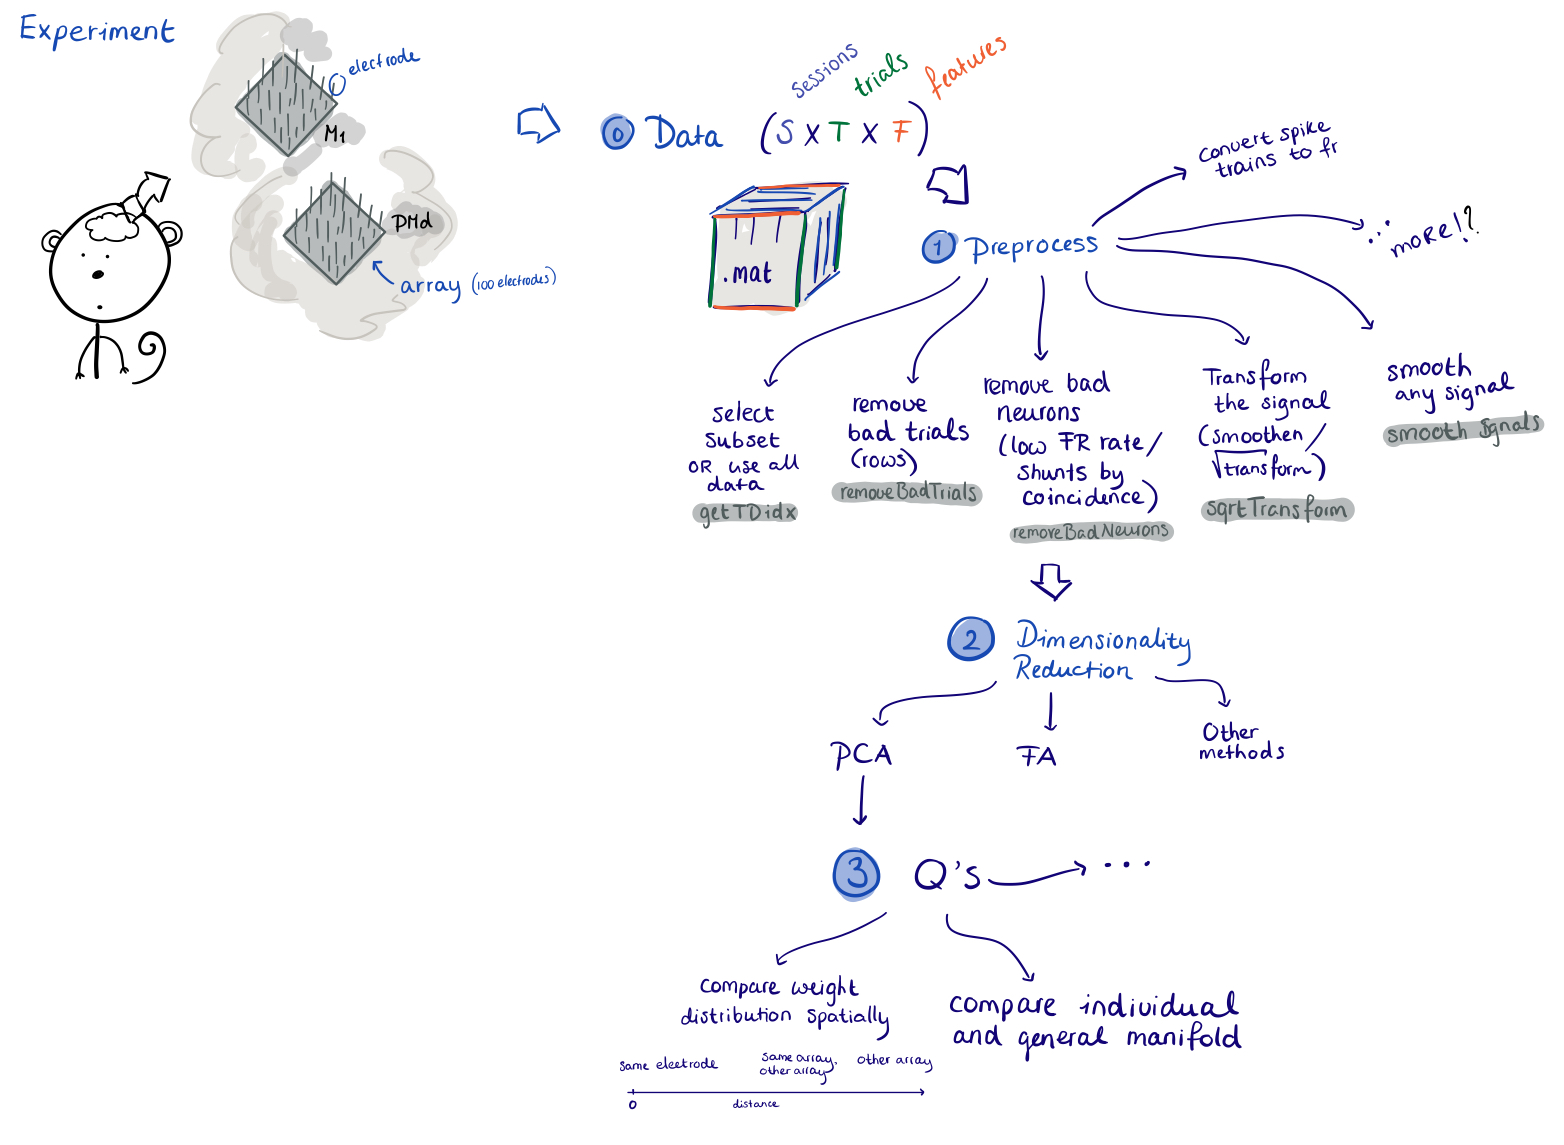 Experiment
electrode
M1
PMd
array (100 electrodes)
0 Data (S x T x F)
sessions
trials
features
.mat
1 Preprocess
convert spike
trains to fr
... more!?
select
subset
OR use all
data
getTDidx
remove
bad trials
(rows)
removeBadTrials
remove bad
neurons
(low FR rate/
shunts by
coincidence)
removeBadNeurons
Transform
the signal
(smoothen/
√transform)
sqrtTransform
smooth
any signal
smooth Signals
2 Dimensionality
Reduction
PCA
FA
Other
methods
3 Q's ...
compare weight
distribution spatially
same electrode
same array,
other array
other array
0
distance
compare individual
and general manifold